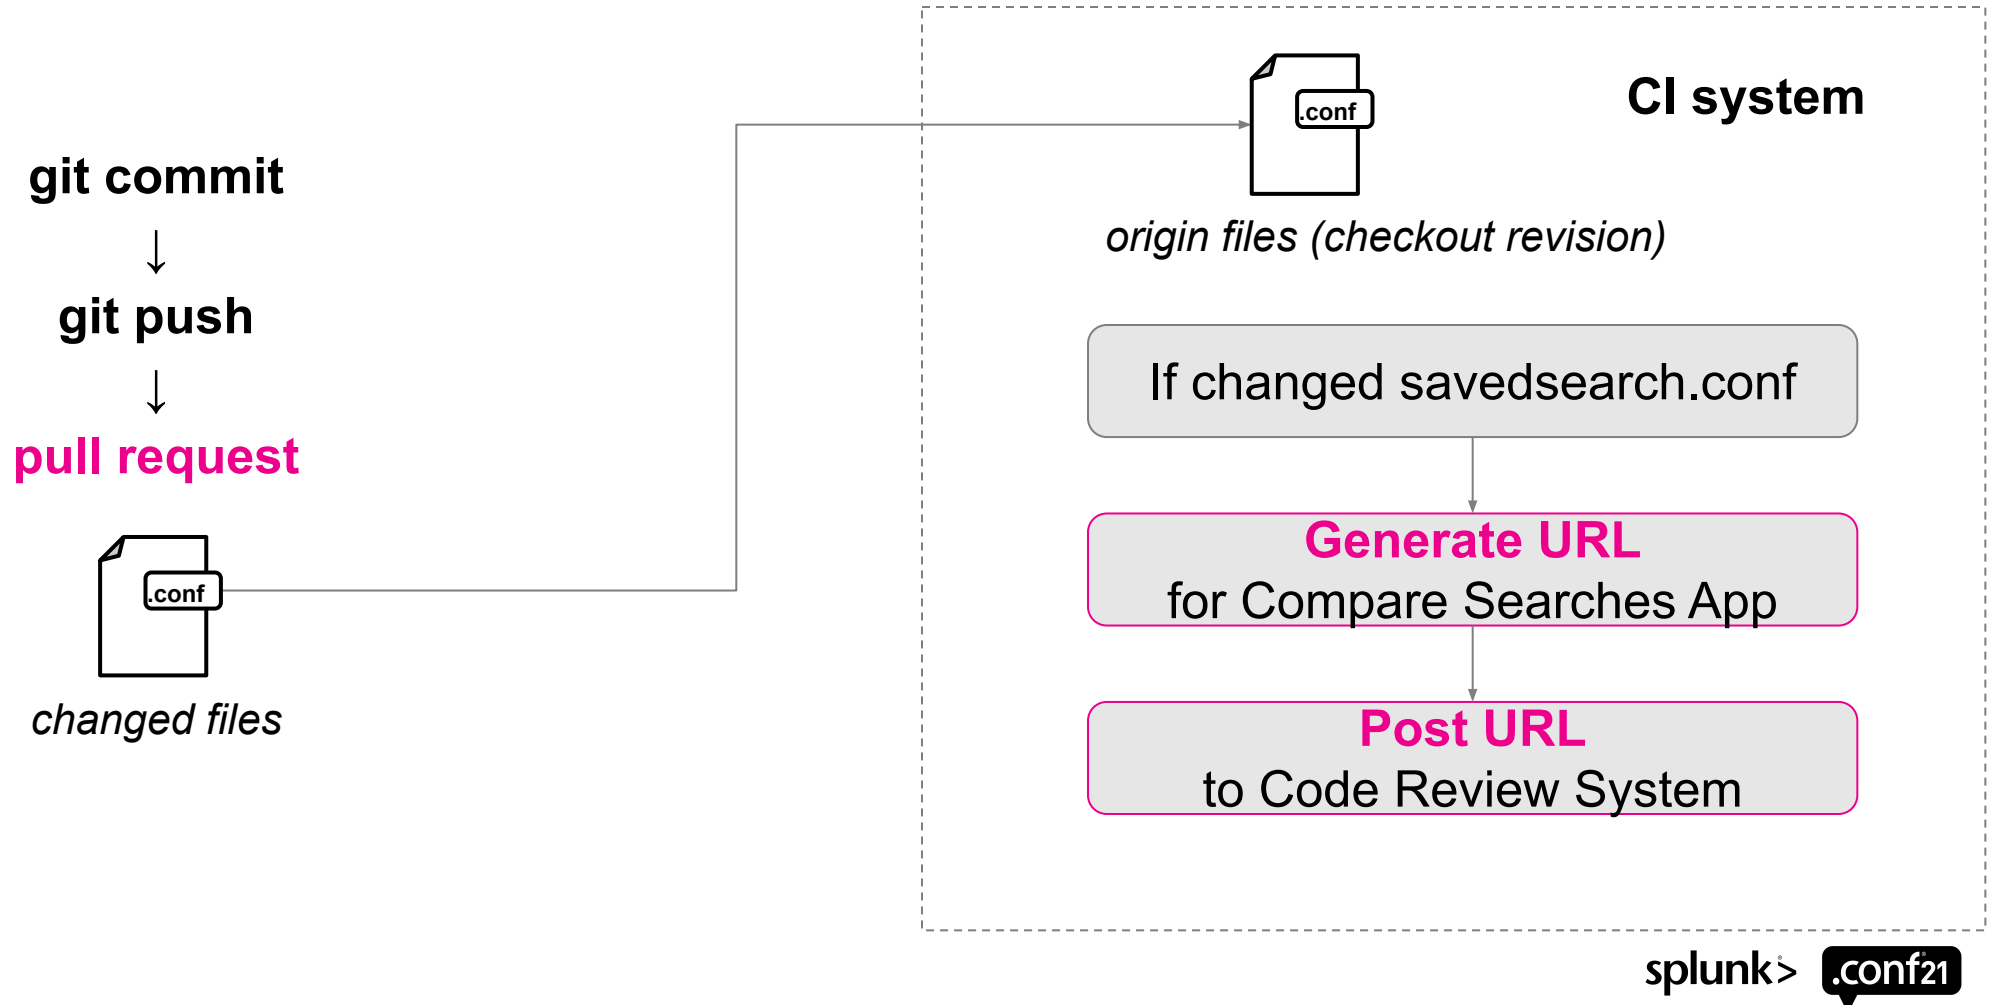 git commit
↓
git push
↓
pull request
.conf
changed files
CI system
.conf
origin files (checkout revision)
If changed savedsearch.conf
Generate URL
for Compare Searches App
Post URL
to Code Review System
splunk>
.conf21